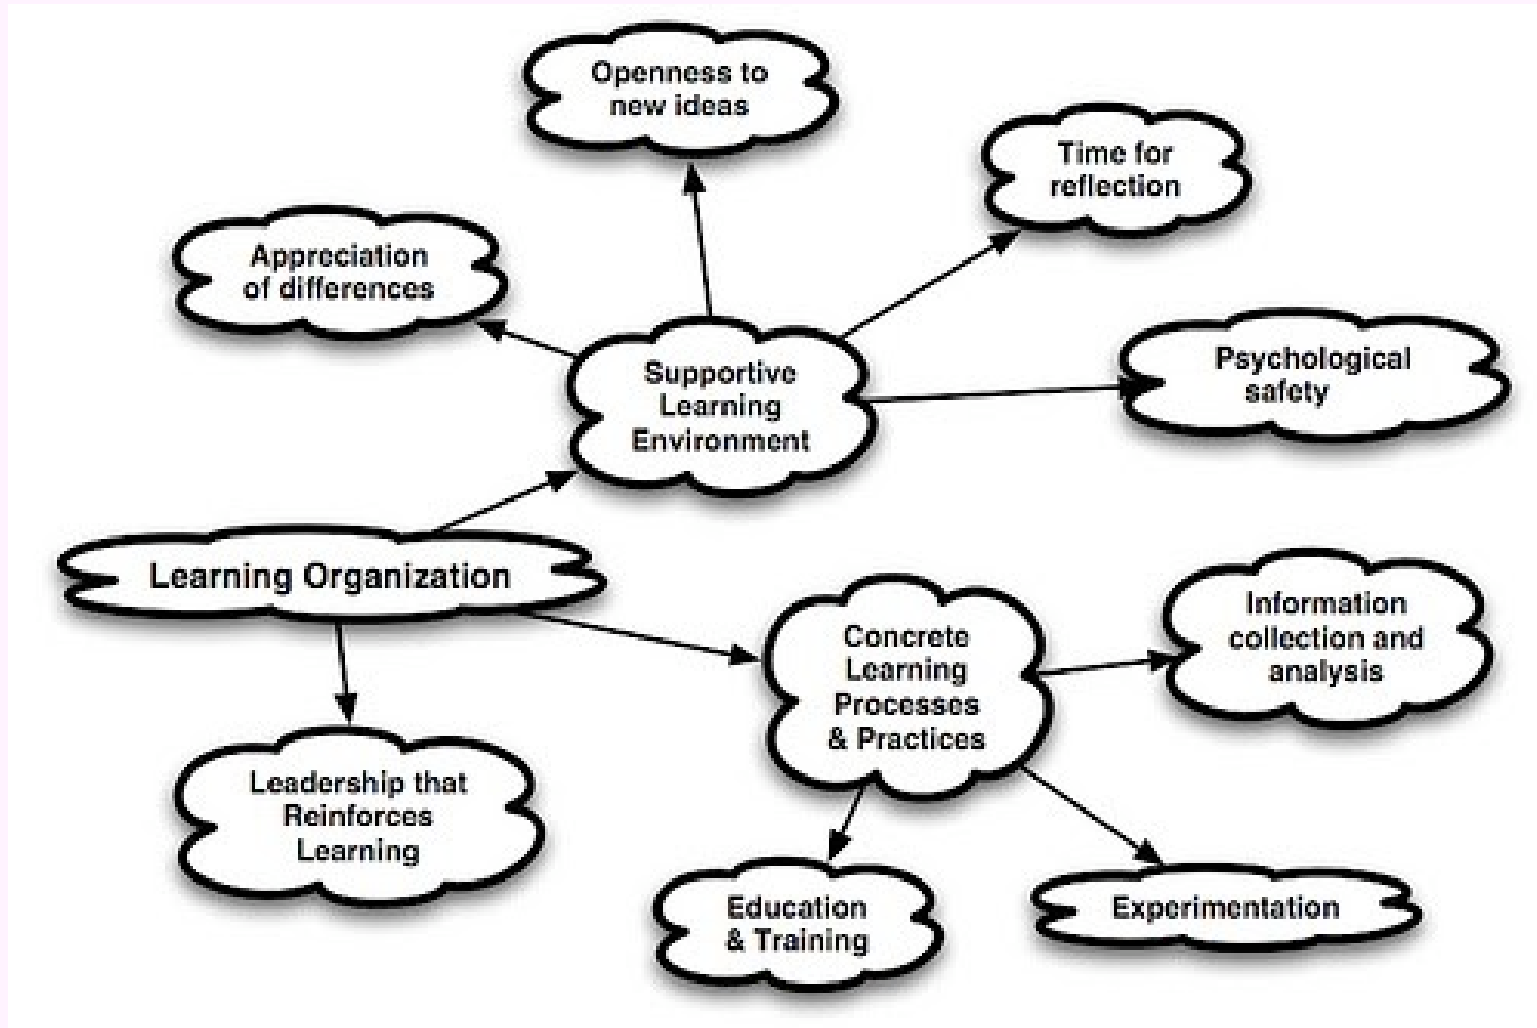 Openness to
new ideas
Time for
reflection
Appreciation
of differences
Supportive
Learning
Environment
Psychological
safety
Learning Organization
Concrete
Learning
Processes
& Practices
Information
collection and
analysis
Leadership that
Reinforces
Learning
Education
& Training
Experimentation